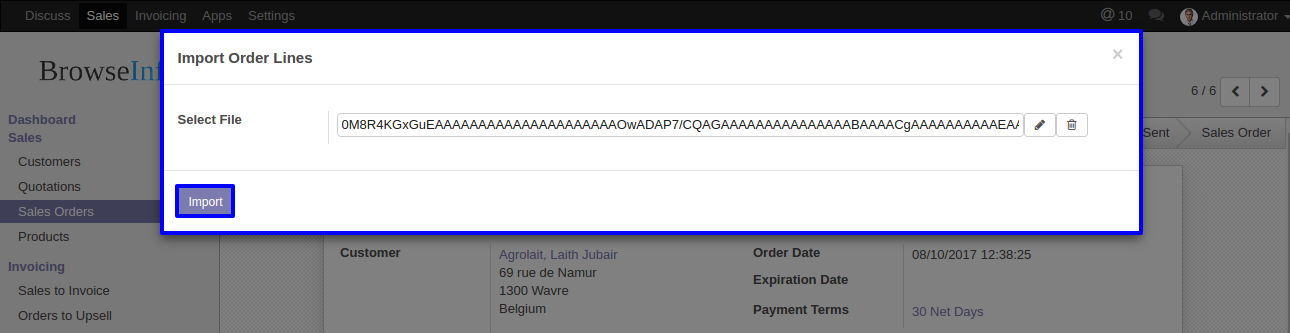 Discuss Sales Invoicing Apps Settings @ 10 Administrator
Import Order Lines ×
BrowseInf
6 / 6
Select File 0M8R4KGxGuEAAAAAAAAAAAAAAAAAAAAAOwADAP7/CQAGAAAAAAAAAAAAAAABAAAACgAAAAAAAAAAEAA
Dashboard
Sales
Sent Sales Order
Customers
Quotations
Import
Sales Orders
Products
Customer Agrolait, Laith Jubair Order Date 08/10/2017 12:38:25
Invoicing
69 rue de Namur Expiration Date
Sales to Invoice 1300 Wavre
Orders to Upsell Belgium Payment Terms 30 Net Days